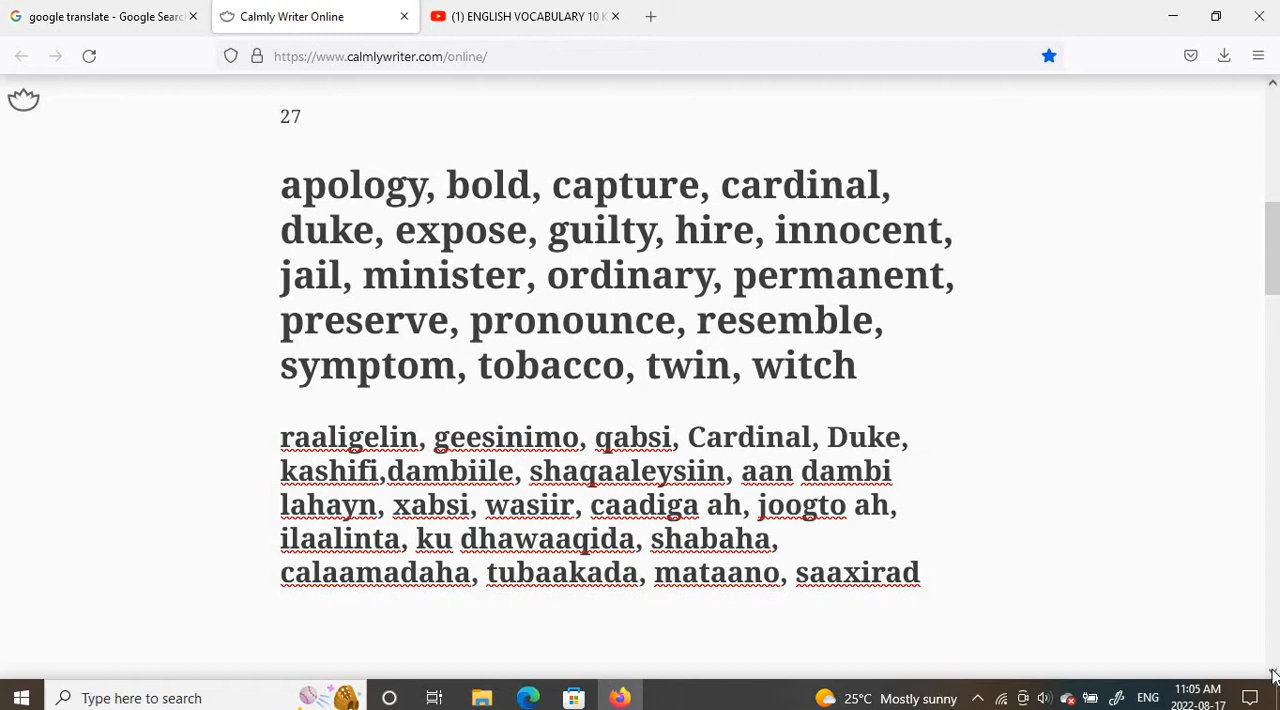 google translate - Google Searc
Calmly Writer Online
(1) ENGLISH VOCABULARY 10 K
https://www.calmlywriter.com/online/
27
apology, bold, capture, cardinal,
duke, expose, guilty, hire, innocent,
jail, minister, ordinary, permanent,
preserve, pronounce, resemble,
symptom, tobacco, twin, witch
raaligelin, geesinimo, qabsi, Cardinal, Duke,
kashifi,dambiile, shaqaaleysiin, aan dambi
lahayn, xabsi, wasiir, caadiga ah, joogto ah,
ilaalinta, ku dhawaaqida, shabaha,
calaamadaha, tubaakada, mataano, saaxirad
Type here to search
25°C Mostly sunny
ENG
11:05 AM
2022-08-17